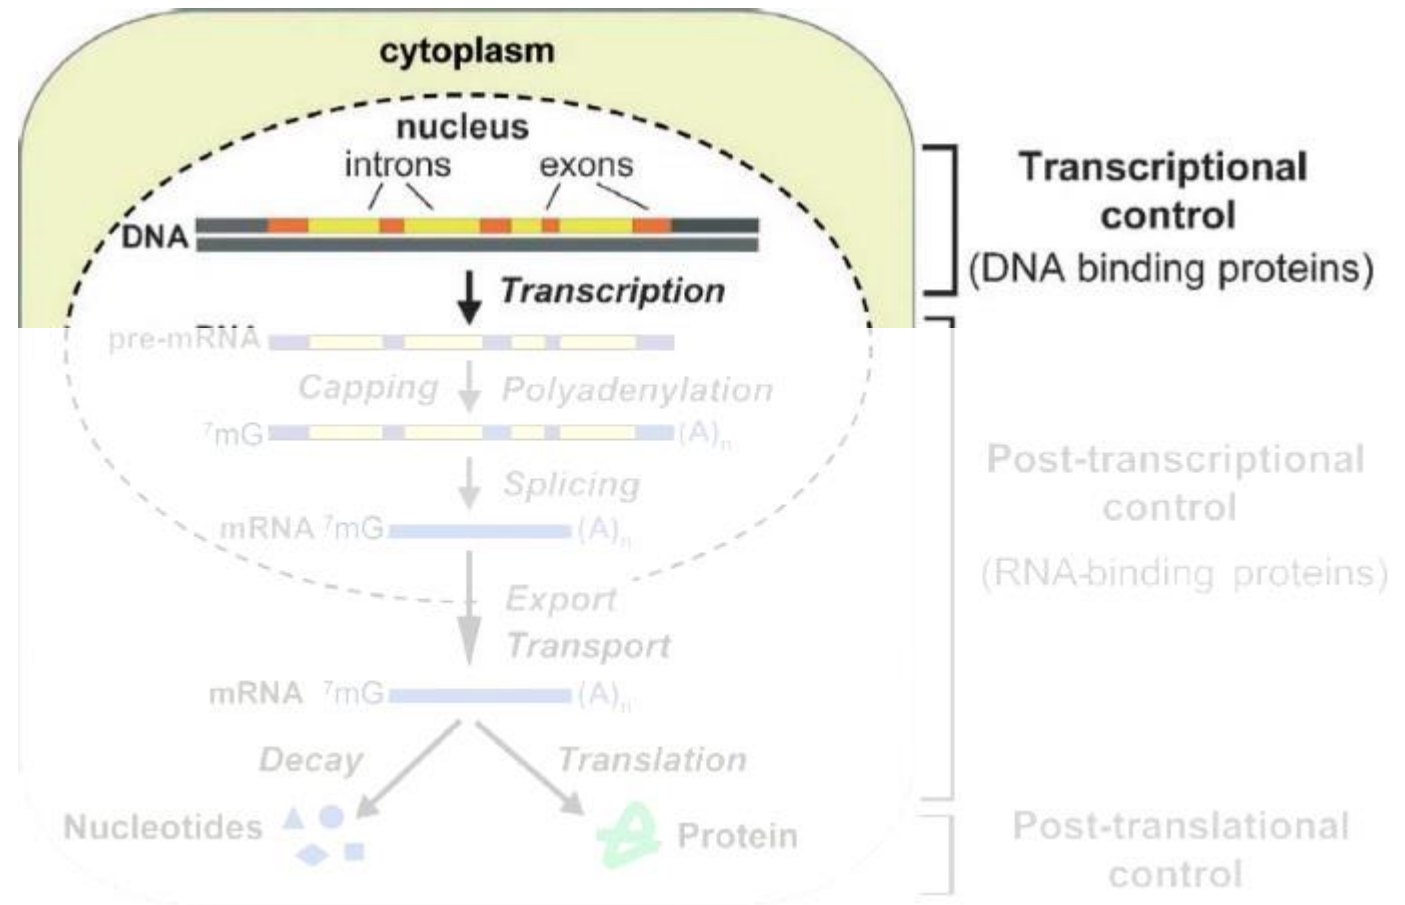 cytoplasm
nucleus
introns exons
DNA
Transcription
Transcriptional
control
(DNA binding proteins)
pre-mRNA
Capping Polyadenylation
7mG (A)n
Splicing
mRNA 7mG (A)n
Export
Transport
mRNA 7mG (A)n
Decay Translation
Nucleotides Protein
Post-transcriptional
control
(RNA-binding proteins)
Post-translational
control